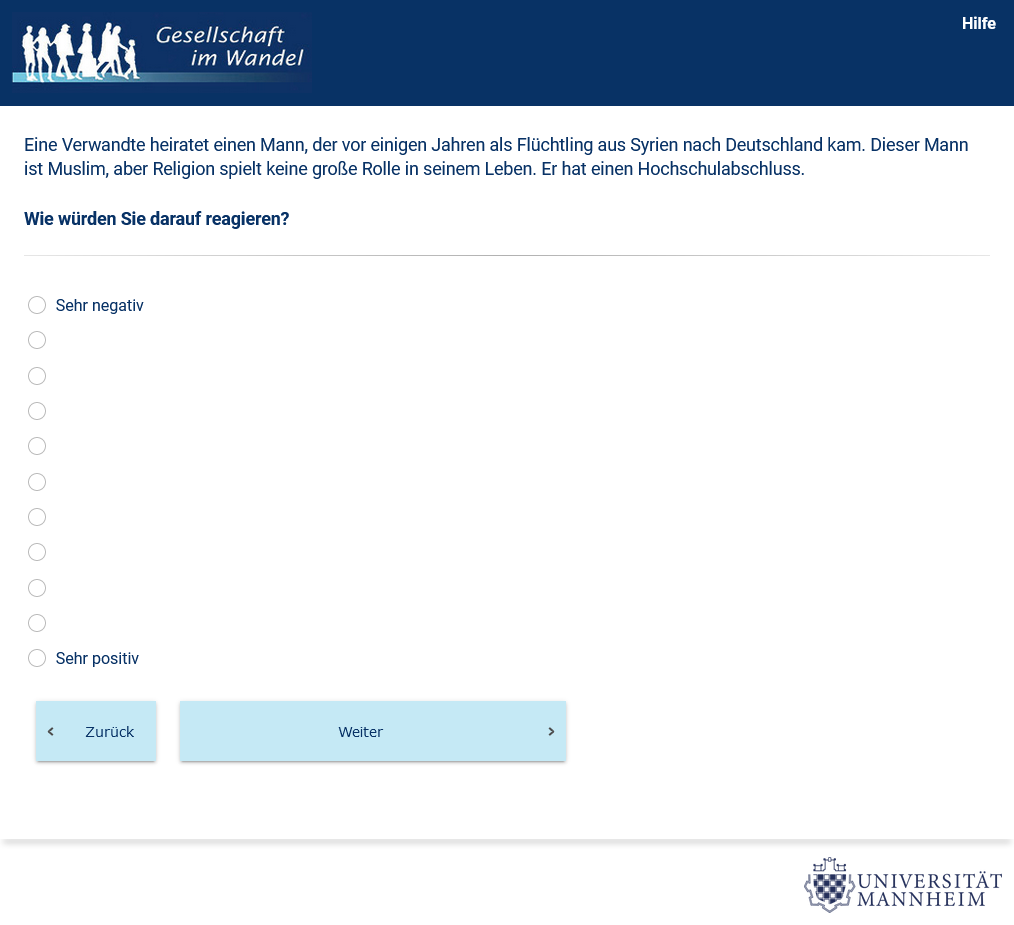 Gesellschaft
im Wandel
Hilfe
Eine Verwandte heiratet einen Mann, der vor einigen Jahren als Flüchtling aus Syrien nach Deutschland kam. Dieser Mann
ist Muslim, aber Religion spielt keine große Rolle in seinem Leben. Er hat einen Hochschulabschluss.
Wie würden Sie darauf reagieren?
Sehr negativ
Sehr positiv
Zurück
Weiter
UNIVERSITÄT
MANNHEIM